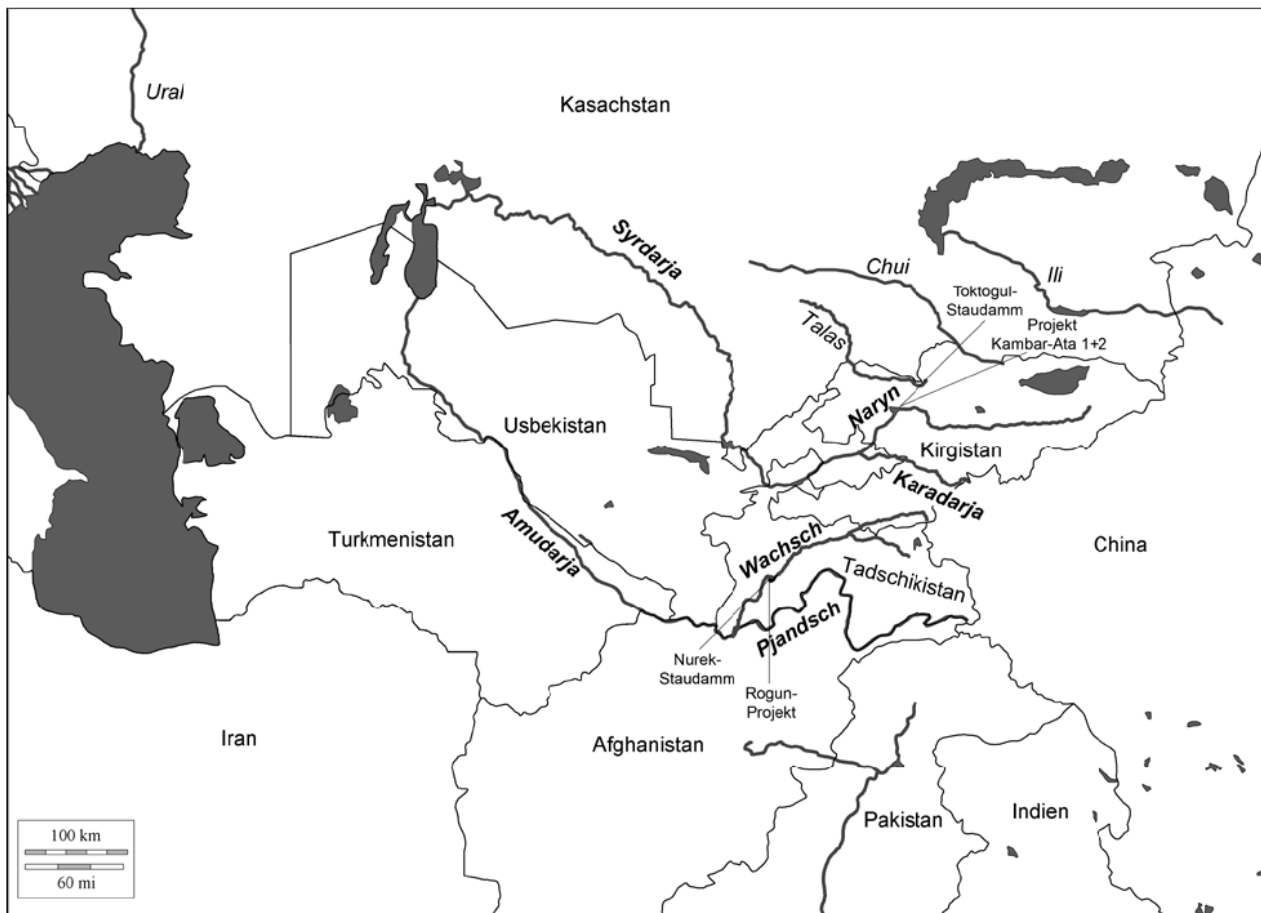 Ural
Kasachstan
Syrdarja
Chui
Ili
Toktogul-
Staudamm
Talas
Projekt
Kambar-Ata 1+2
Naryn
Usbekistan
Kirgistan
Karadarja
Turkmenistan
Amudarja
Wachsch
China
Tadschikistan
Pjandsch
Nurek-
Staudamm
Rogun-
Projekt
Iran
Afghanistan
Pakistan
Indien
100 km
60 mi